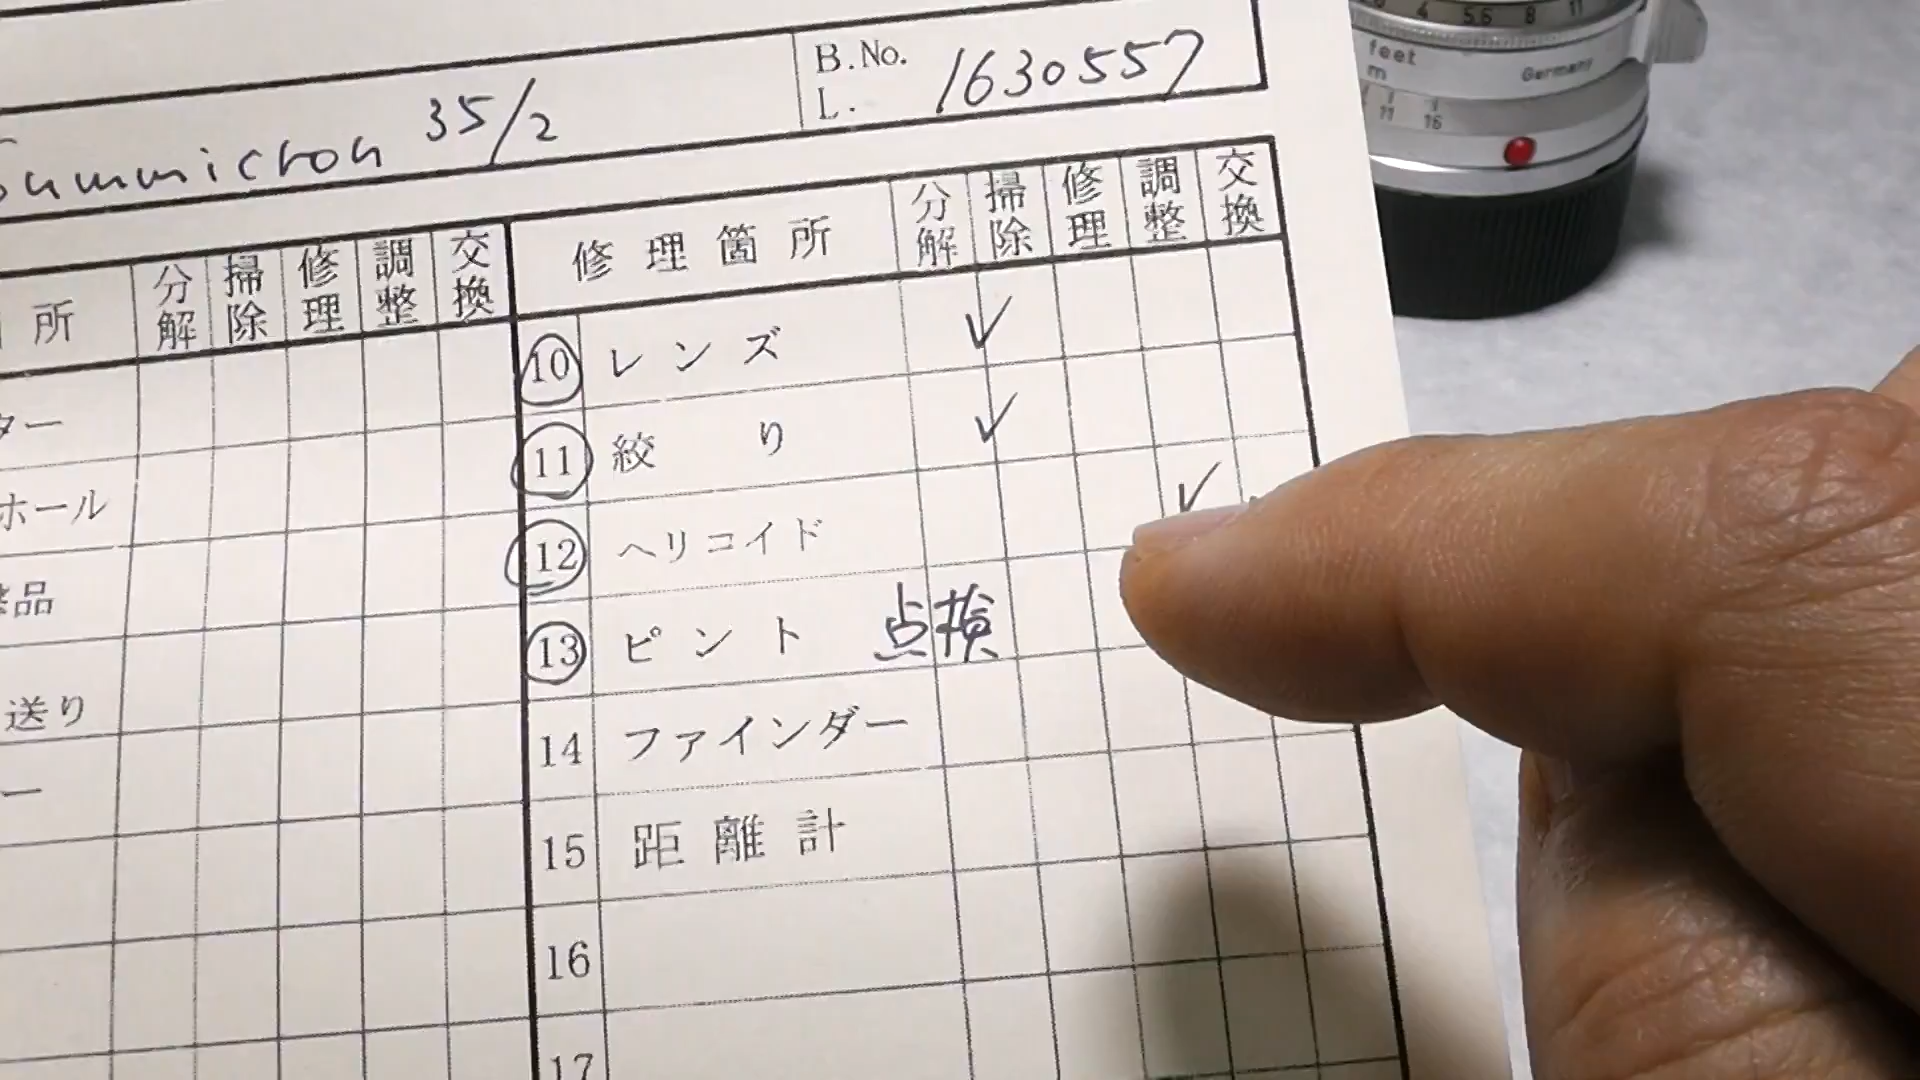 Summicron 35/2
B.No.
L. 1630557
所 分解 掃除 修理 調整 交換
修理箇所 分解 掃除 修理 調整 交換
ター
ホール
品
送り
ー
10 レンズ ✓
11 絞り ✓
12 ヘリコイド ✓
13 ピント 点検
14 ファインダー
15 距離計
16
17
4 5.6 8 11
feet
m
Germany
11 16